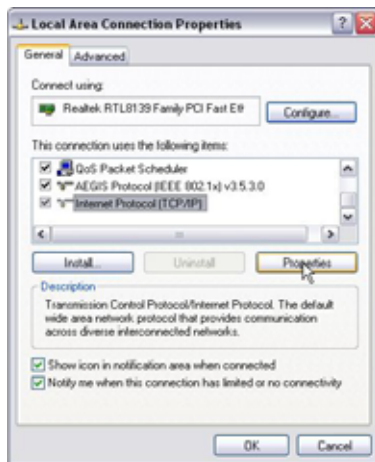 Local Area Connection Properties
General
Advanced
Connect using:
Realtek RTL8139 Family PCI Fast Eth
Configure...
This connection uses the following items:
QoS Packet Scheduler
AEGIS Protocol (IEEE 802.1x) v3.5.3.0
Internet Protocol (TCP/IP)
Install...
Uninstall
Properties
Description
Transmission Control Protocol/Internet Protocol. The default
wide area network protocol that provides communication
across diverse interconnected networks.
Show icon in notification area when connected
Notify me when this connection has limited or no connectivity
OK
Cancel